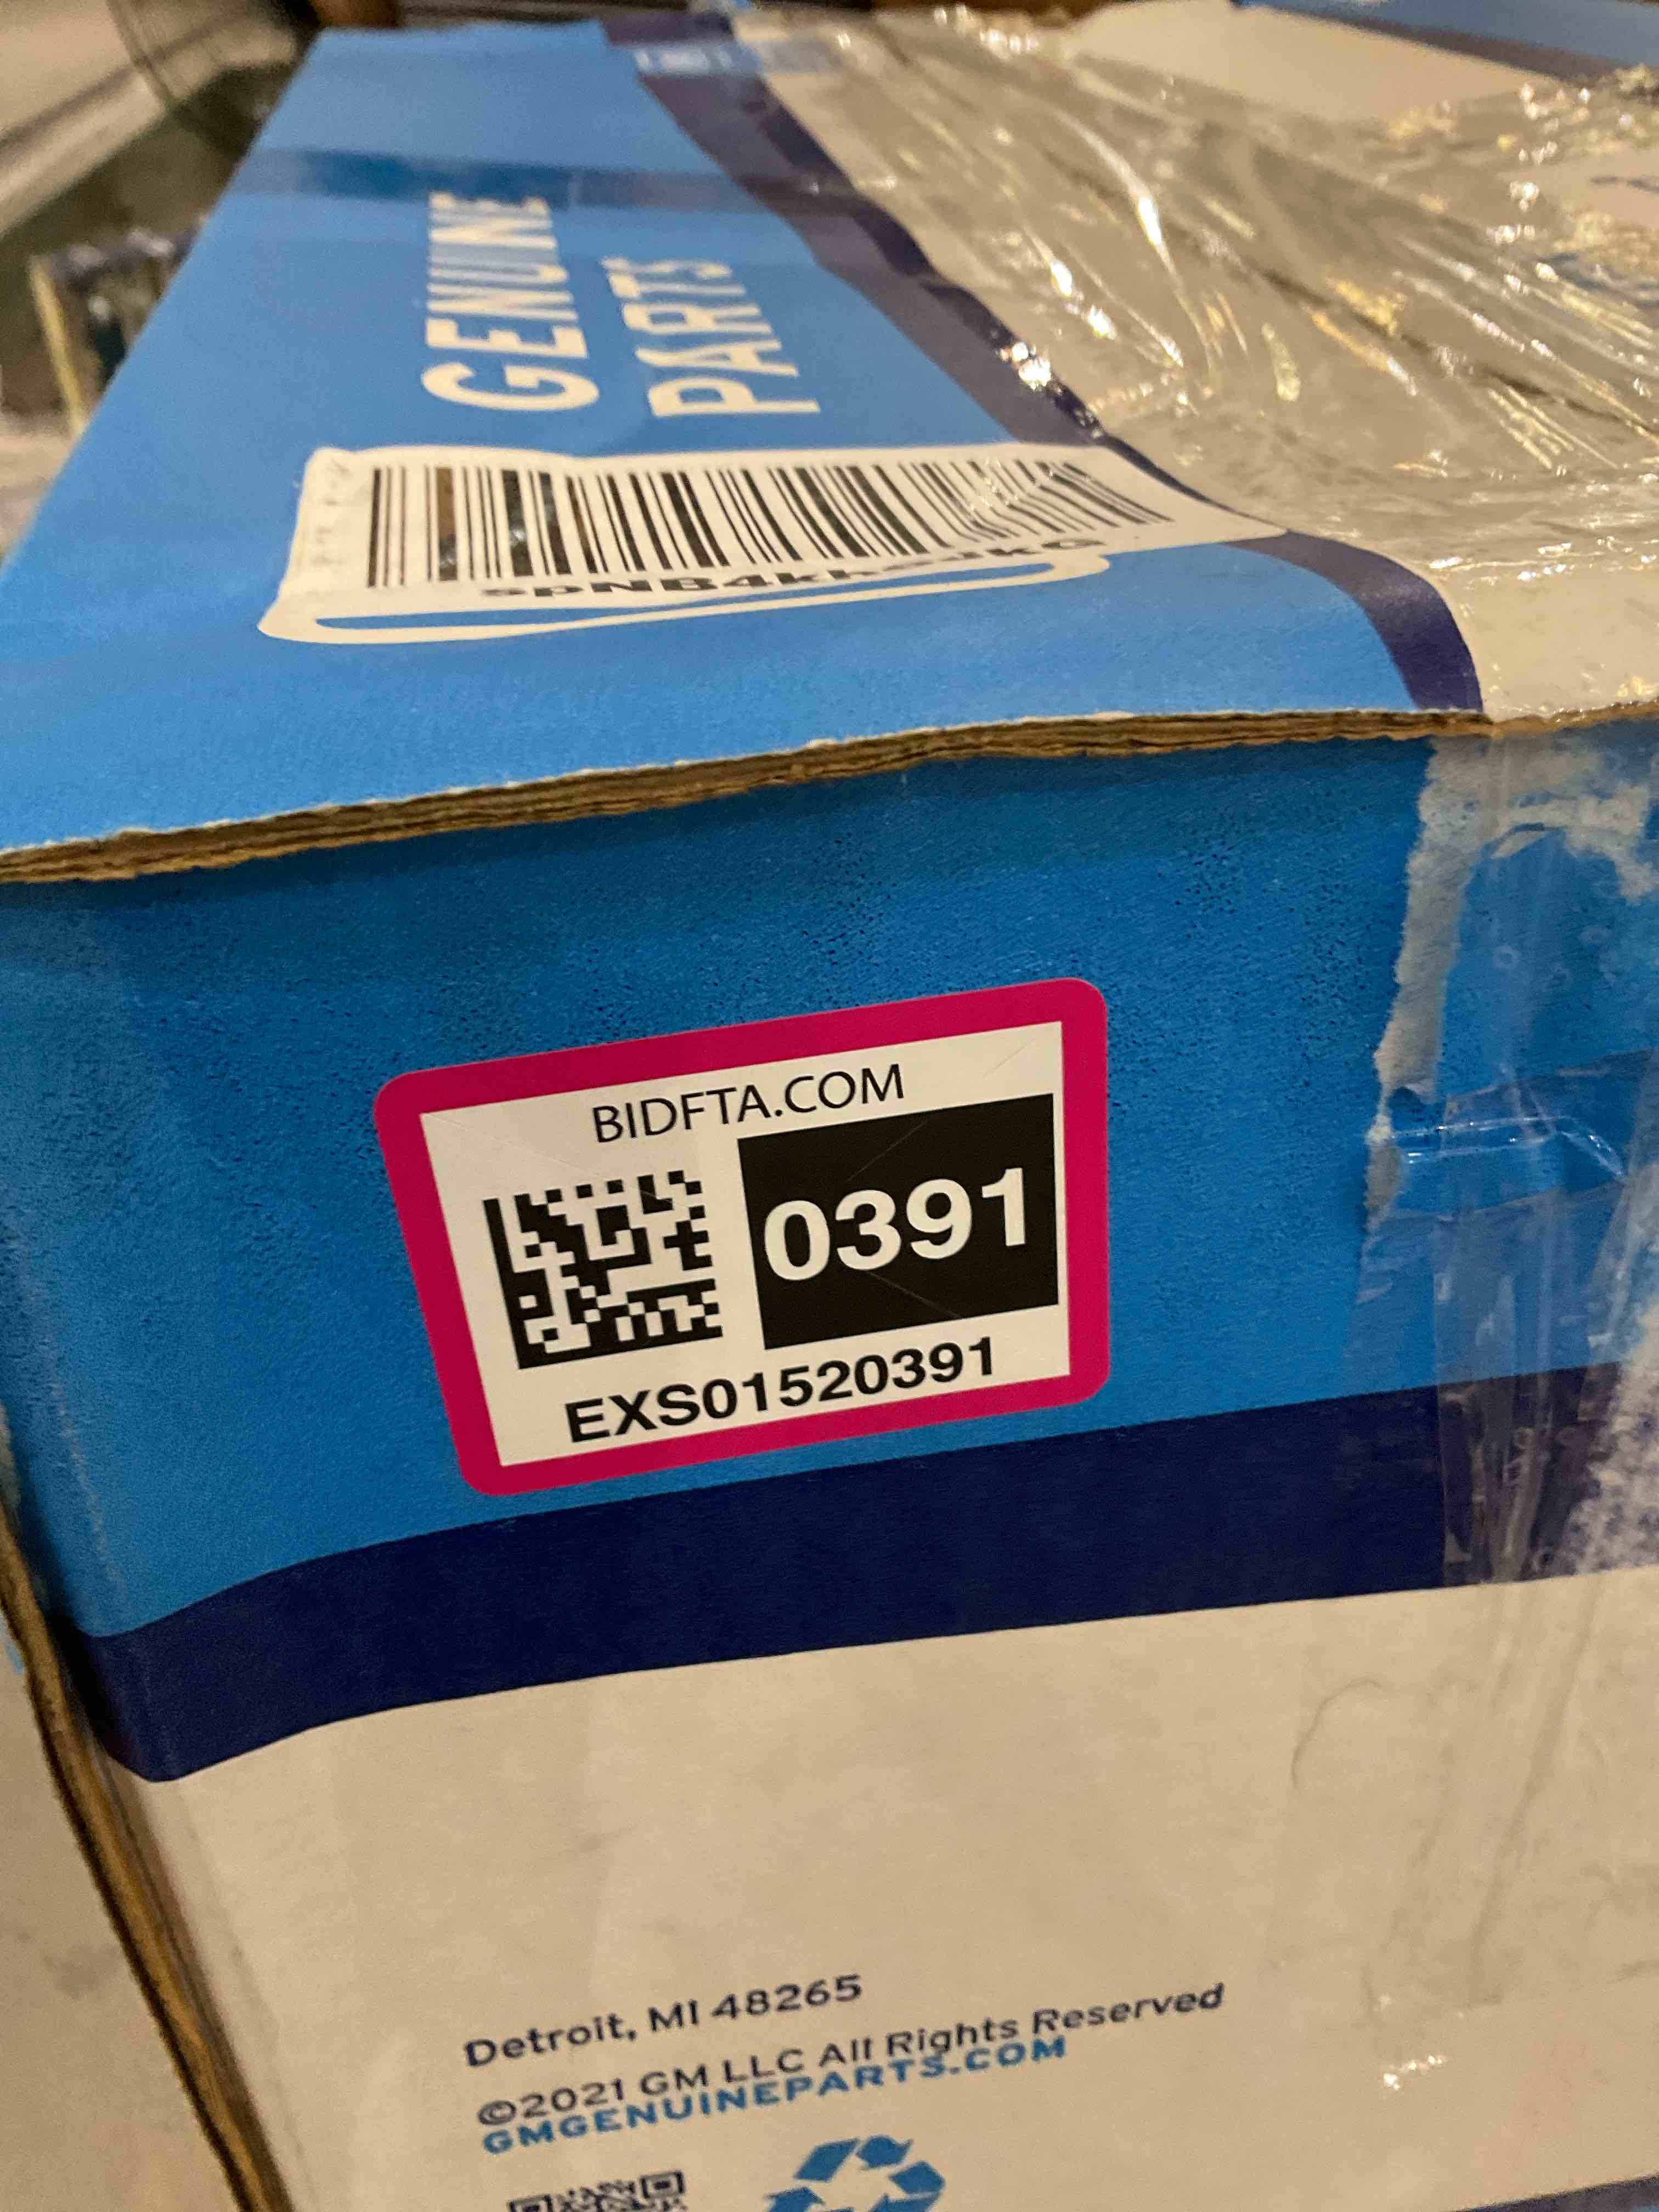 GENUINE
PARTS
BIDFTA.COM
0391
EXS01520391
Detroit, MI 48265
©2021 GM LLC All Rights Reserved
GMGENUINEPARTS.COM